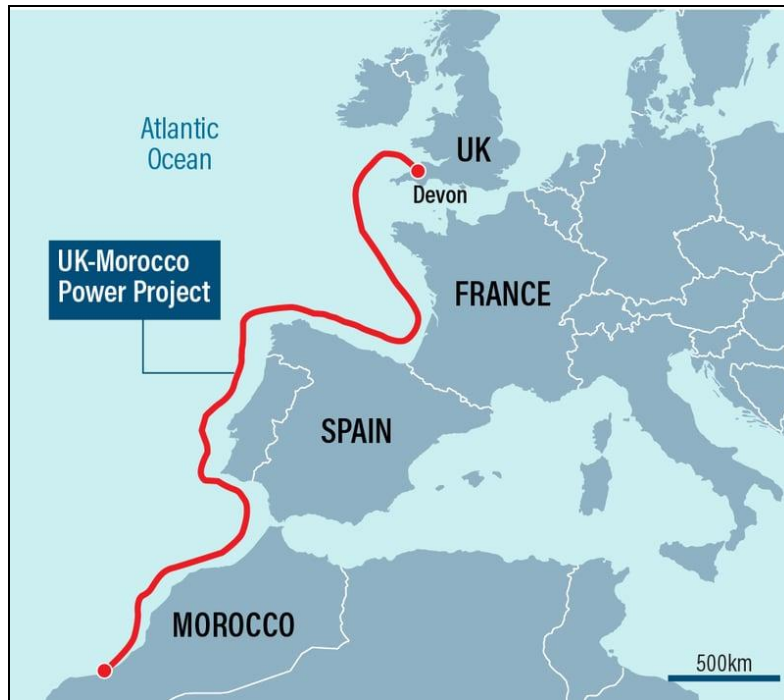 Atlantic
Ocean
UK
Devon
UK-Morocco
Power Project
FRANCE
SPAIN
MOROCCO
500km